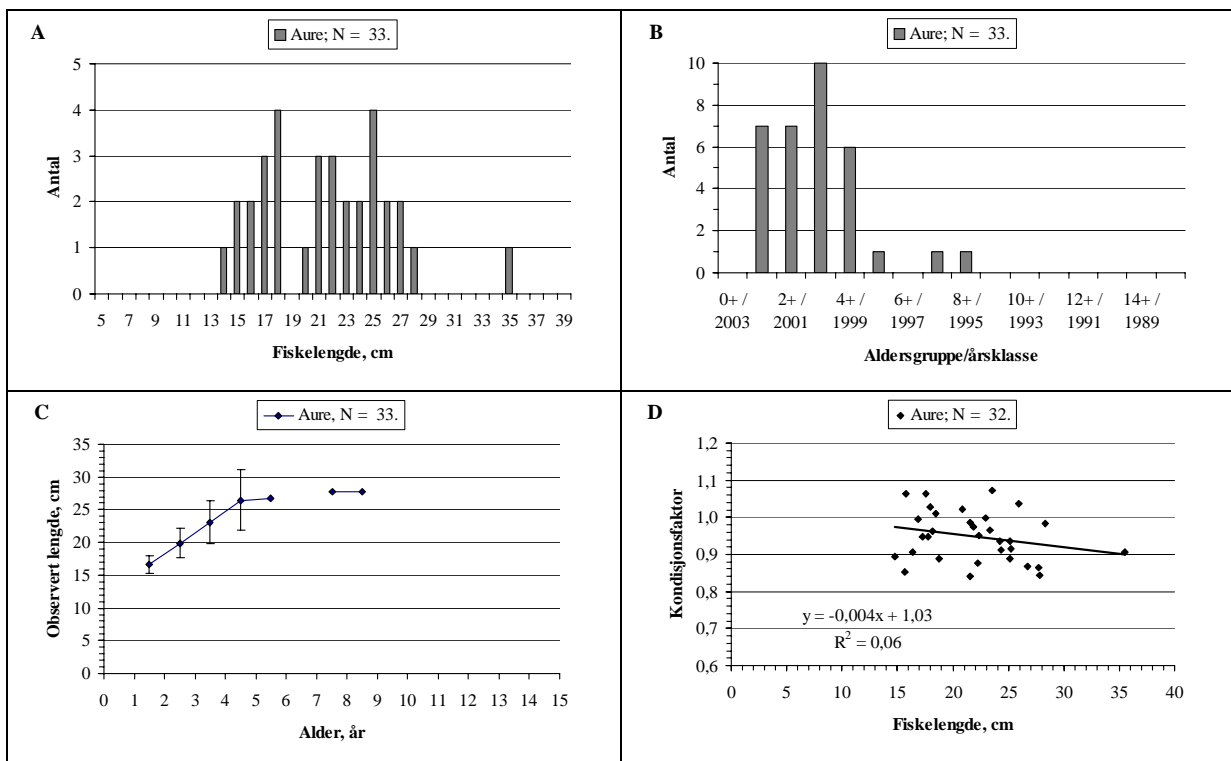 A
Aure; N = 33.
Antal
5
4
3
2
1
0
5 7 9 11 13 15 17 19 21 23 25 27 29 31 33 35 37 39
Fiskelengde, cm
B
Aure; N = 33.
Antal
10
8
6
4
2
0
0+ / 2+ / 4+ / 6+ / 8+ / 10+ / 12+ / 14+ /
2003 2001 1999 1997 1995 1993 1991 1989
Aldersgruppe/årsklasse
C
Aure, N = 33.
Observert lengde, cm
35
30
25
20
15
10
5
0
0 1 2 3 4 5 6 7 8 9 10 11 12 13 14 15
Alder, år
D
Aure; N = 32.
Kondisjonsfaktor
1,2
1,1
1,0
0,9
0,8
0,7
0,6
y = -0,004x + 1,03
R² = 0,06
0 5 10 15 20 25 30 35 40
Fiskelengde, cm